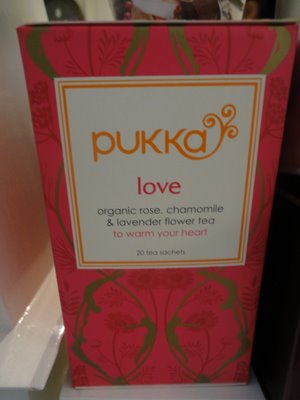 pukka
love
organic rose, chamomile
& lavender flower tea
to warm your heart
20 tea sachets